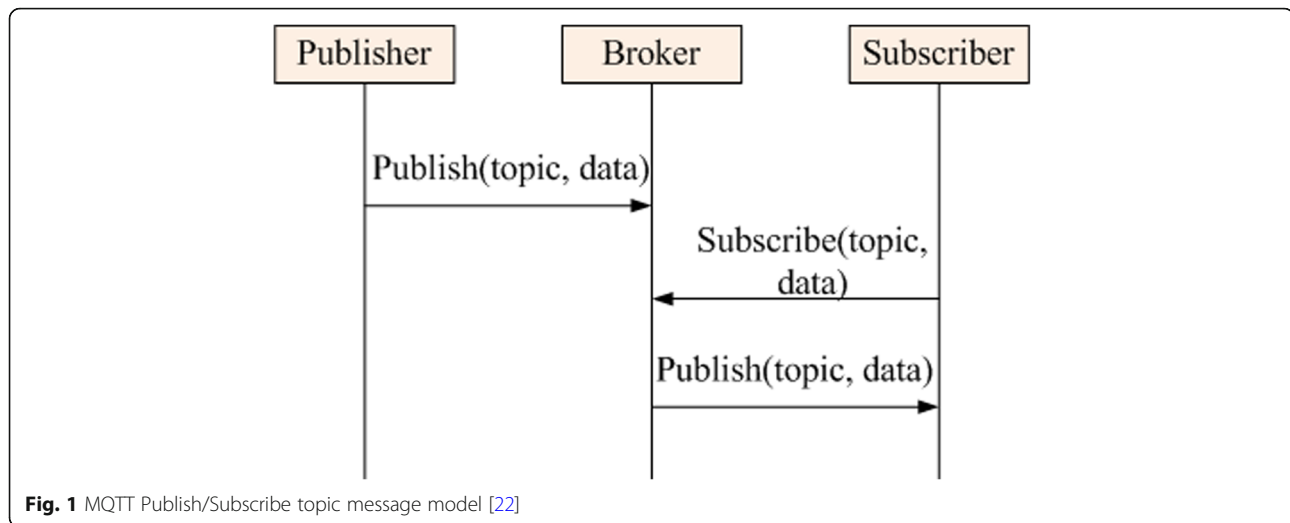 Publisher
Broker
Subscriber
Publish(topic, data)
Subscribe(topic,
data)
Publish(topic, data)
Fig. 1 MQTT Publish/Subscribe topic message model [22]